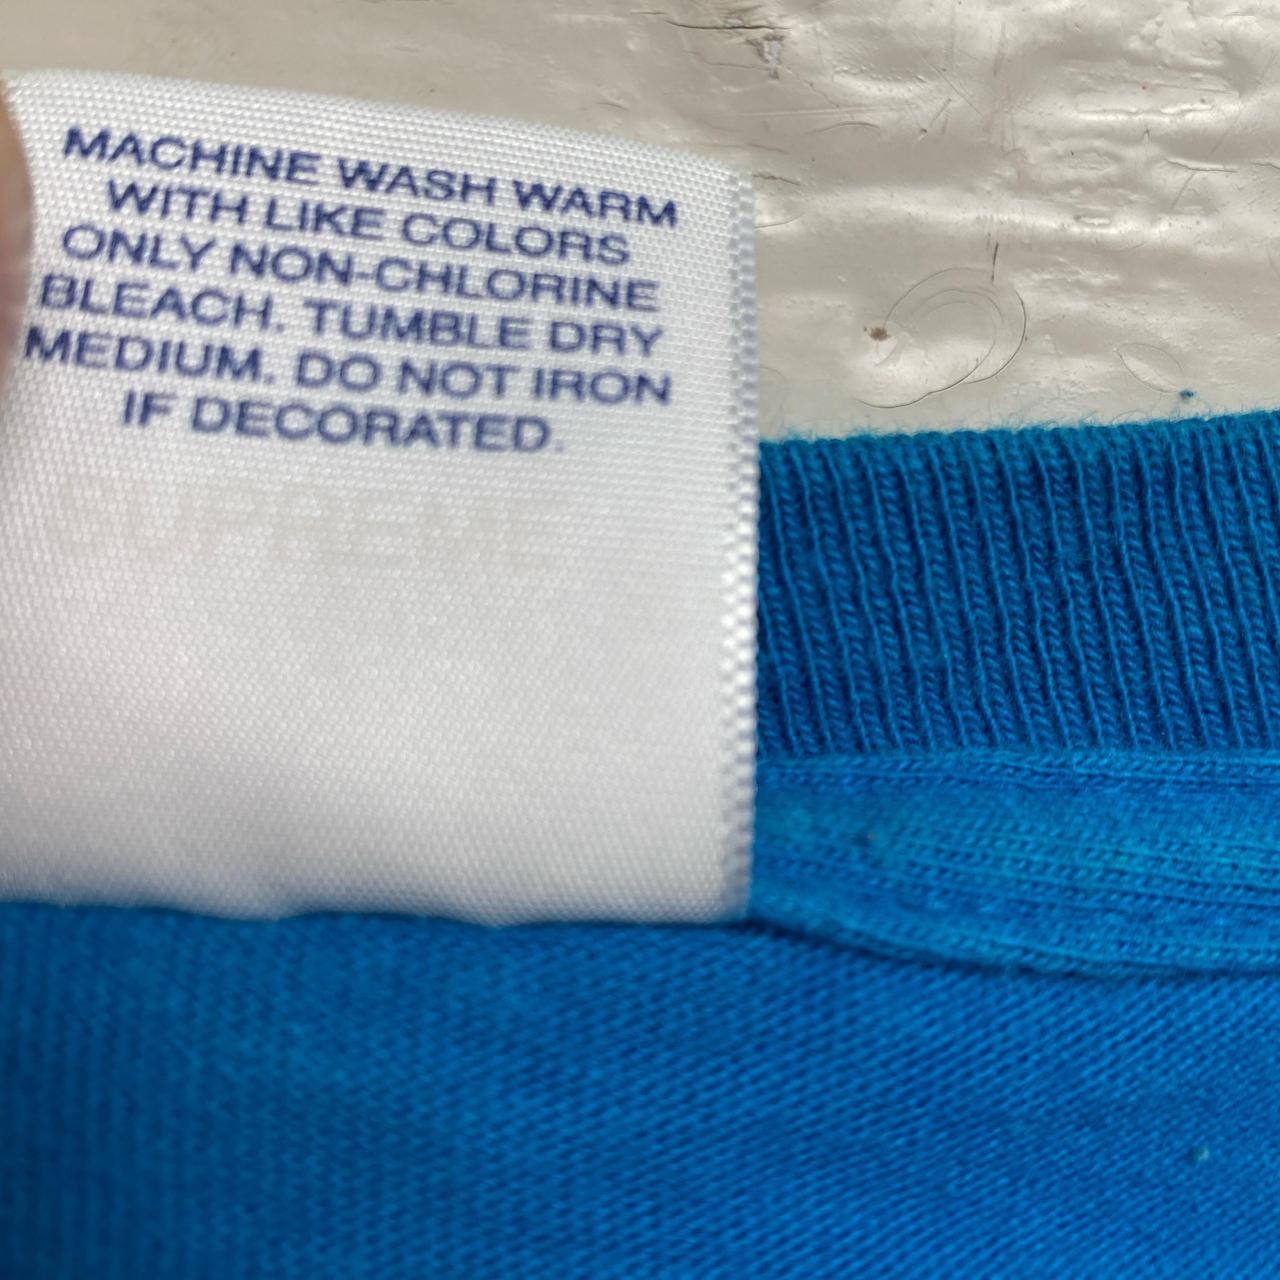 MACHINE WASH WARM
WITH LIKE COLORS
ONLY NON-CHLORINE
BLEACH. TUMBLE DRY
MEDIUM. DO NOT IRON
IF DECORATED.